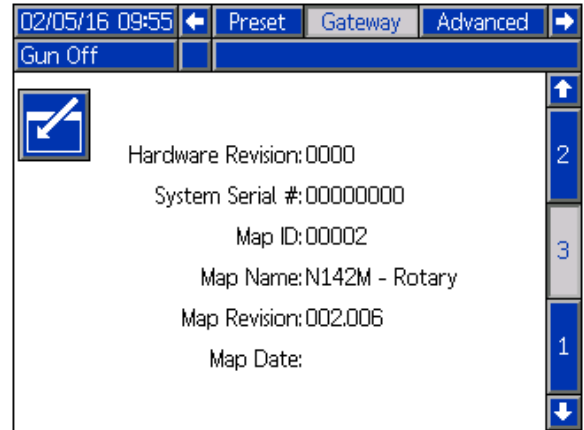 02/05/16 09:55 Preset Gateway Advanced
Gun Off
2
Hardware Revision: 0000
System Serial #: 00000000
Map ID: 00002
3
Map Name: N142M - Rotary
Map Revision: 002.006
1
Map Date: